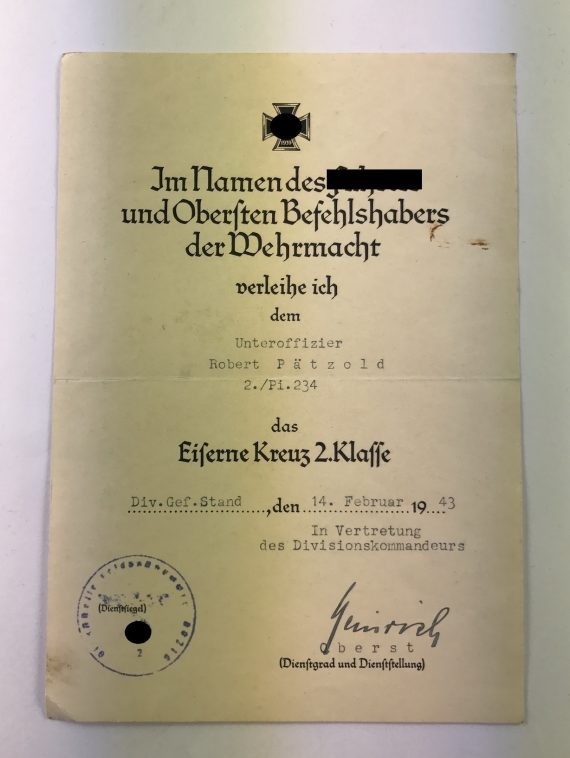 1939
Im Namen des
und Oberſten Befehlshabers
der Wehrmacht
verleihe ich
dem
Unteroffizier
Robert Pätzold
2./Pi.234
das
Eiſerne Kreuz 2.Klaſſe
Div.Gef.Stand, den 14. Februar 1943
In Vertretung
des Divisionskommandeurs
(Dienſtſiegel)
2
Heinrich
Oberst
(Dienſtgrad und Dienſtſtellung)